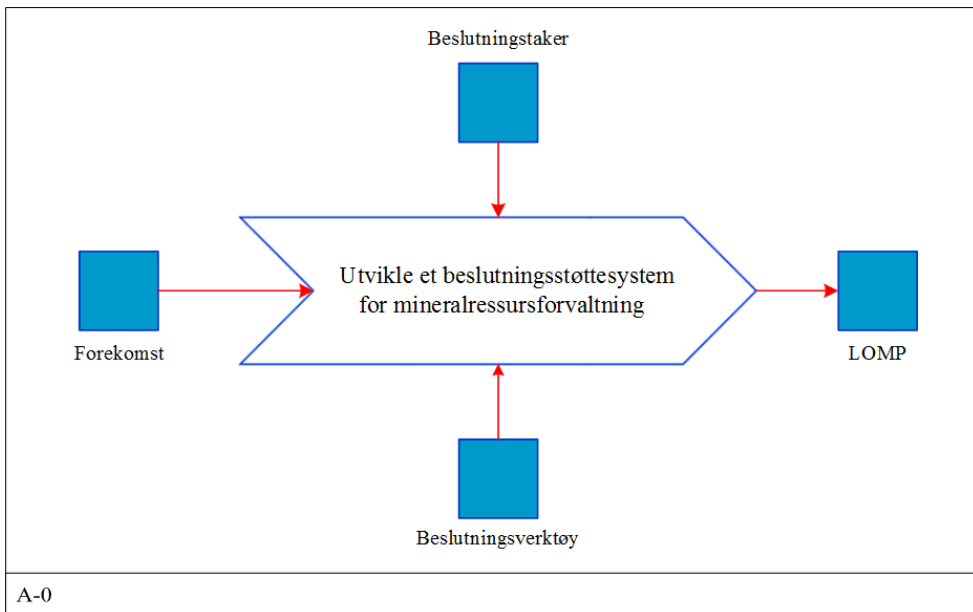 Beslutningstaker
Utvikle et beslutningsstøttesystem
for mineralressursforvaltning
Forekomst
LOMP
Beslutningsverktøy
A-0